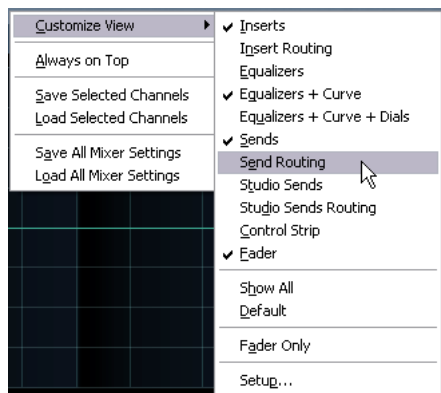 Customize View
Always on Top
Save Selected Channels
Load Selected Channels
Save All Mixer Settings
Load All Mixer Settings
Inserts
Insert Routing
Equalizers
Equalizers + Curve
Equalizers + Curve + Dials
Sends
Send Routing
Studio Sends
Studio Sends Routing
Control Strip
Fader
Show All
Default
Fader Only
Setup...